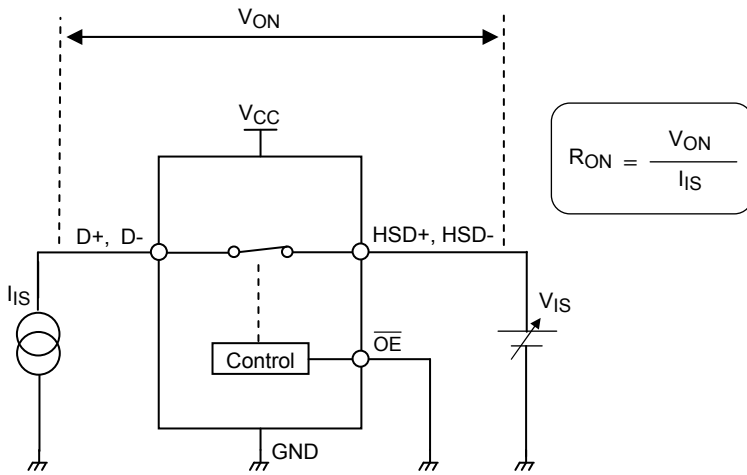 VON
VCC
RON = VON / IIS
D+, D-
HSD+, HSD-
IIS
VIS
OE
Control
GND